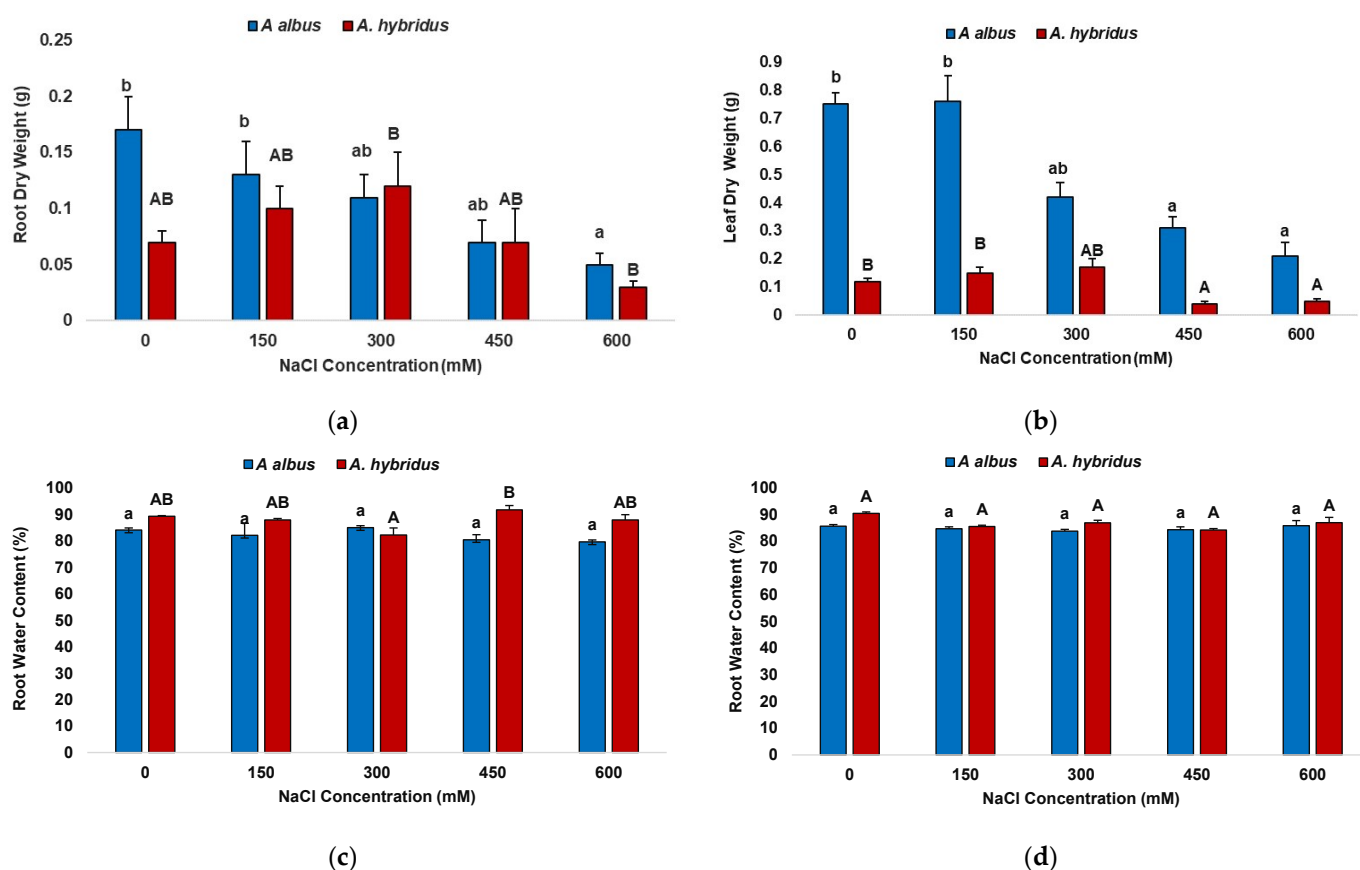 A albus A. hybridus
0.25
0.2
0.15
0.1
0.05
0
Root Dry Weight (g)
b AB b AB ab B ab AB a B
0 150 300 450 600
NaCl Concentration (mM)
(a)
A albus A. hybridus
0.9
0.8
0.7
0.6
0.5
0.4
0.3
0.2
0.1
0
Leaf Dry Weight (g)
b B b B ab AB a A a A
0 150 300 450 600
NaCl Concentration (mM)
(b)
A albus A. hybridus
100
90
80
70
60
50
40
30
20
10
0
Root Water Content (%)
a AB a AB a A a B a AB
0 150 300 450 600
NaCl Concentration (mM)
(c)
A albus A. hybridus
100
90
80
70
60
50
40
30
20
10
0
Root Water Content (%)
a A a A a A a A a A
0 150 300 450 600
NaCl Concentration (mM)
(d)